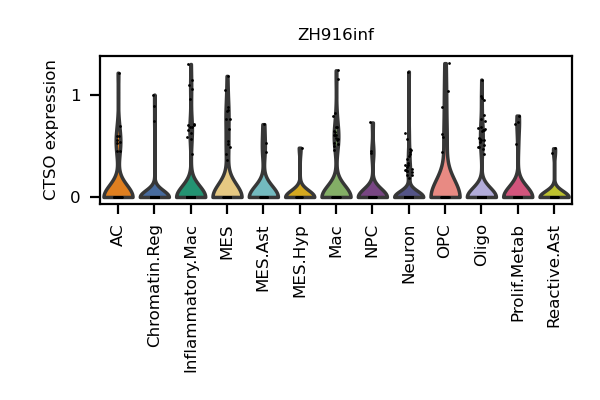 ZH916inf
CTSO expression
1
0
AC
Chromatin.Reg
Inflammatory.Mac
MES
MES.Ast
MES.Hyp
Mac
NPC
Neuron
OPC
Oligo
Prolif.Metab
Reactive.Ast